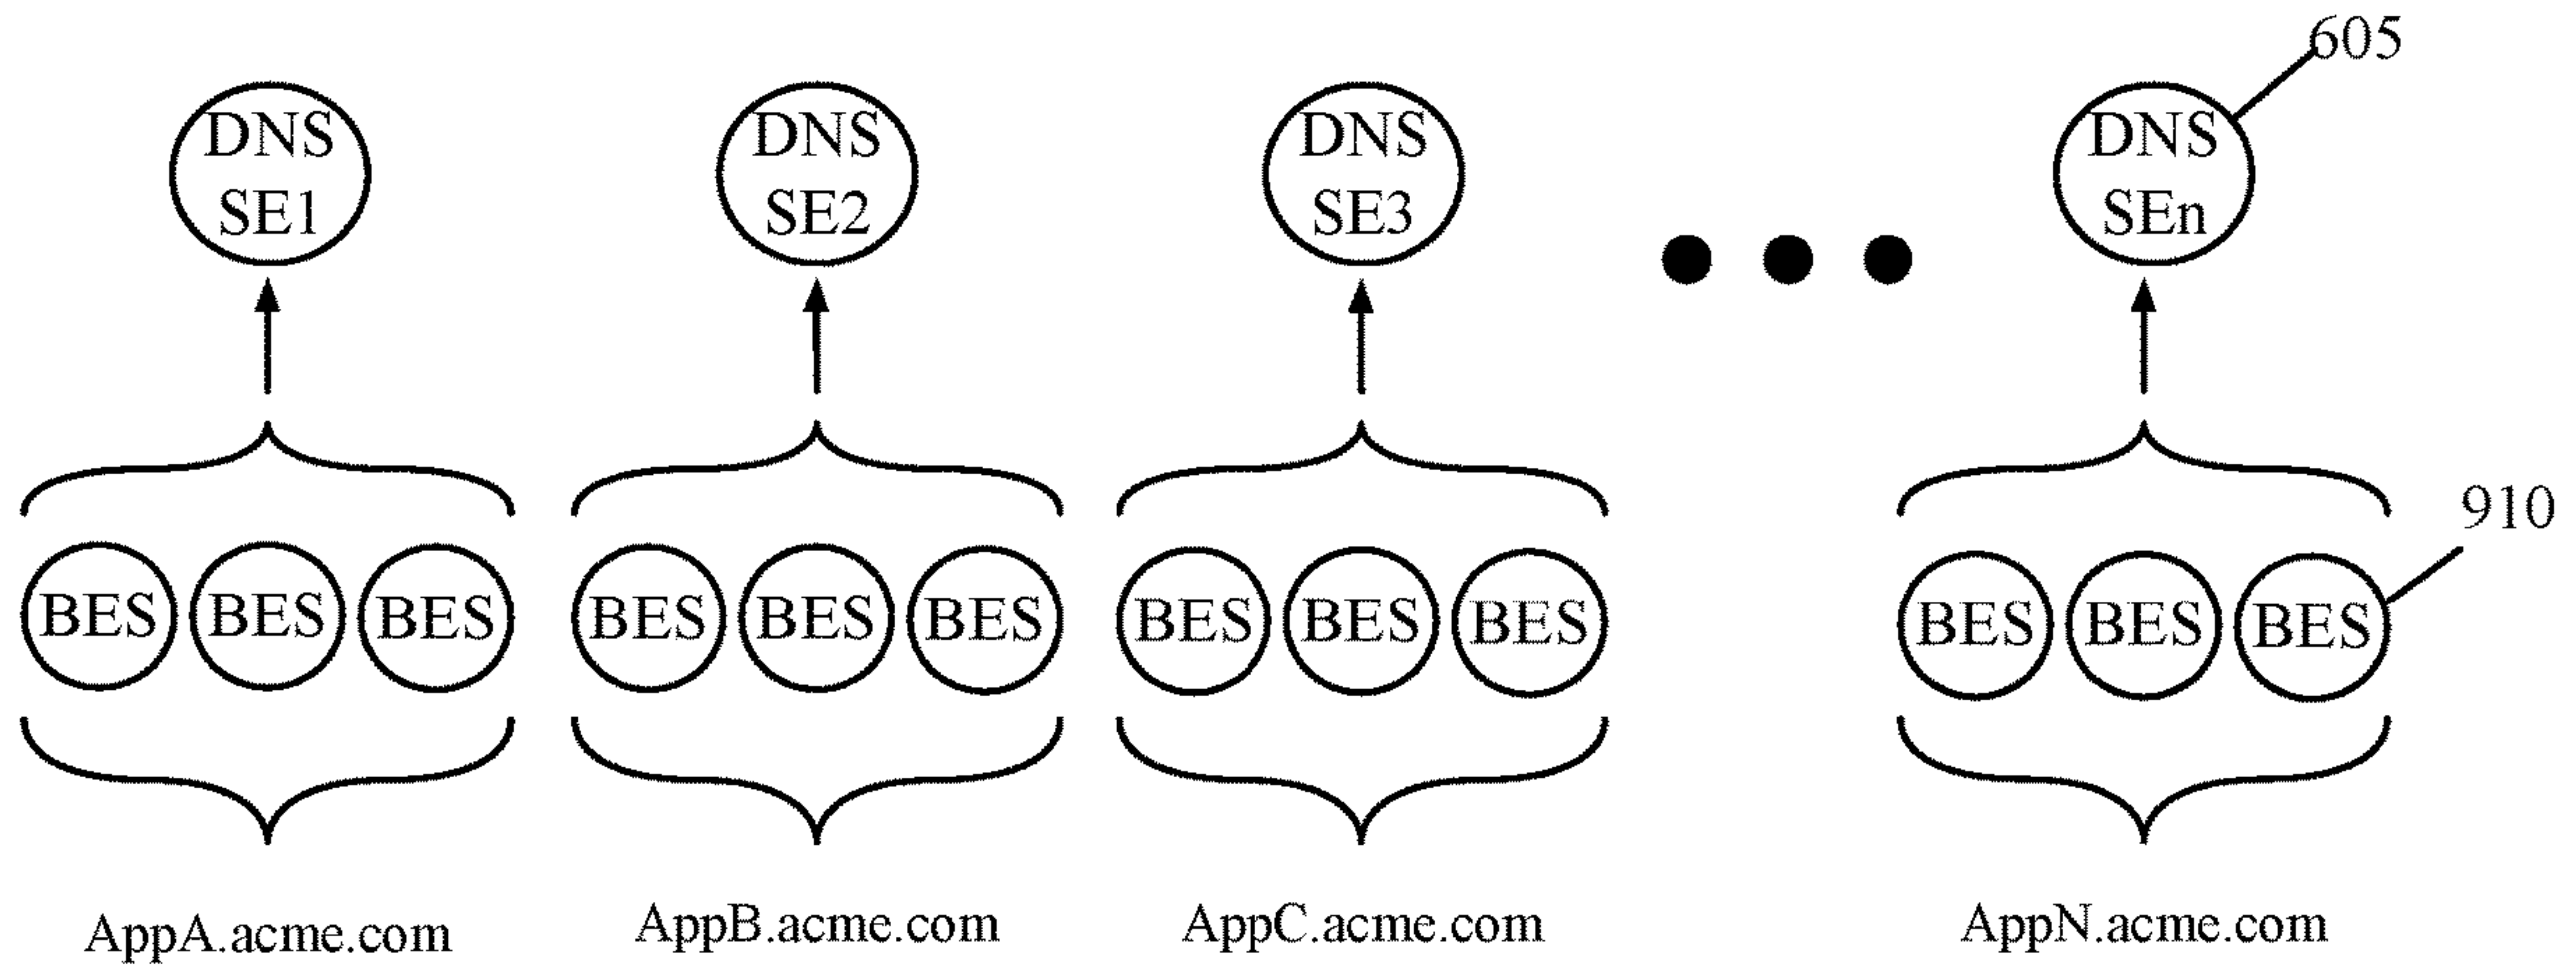 605
DNS
SE1
DNS
SE2
DNS
SE3
DNS
SEn
910
BES BES BES BES BES BES BES BES BES BES BES BES
AppA.acme.com AppB.acme.com AppC.acme.com AppN.acme.com